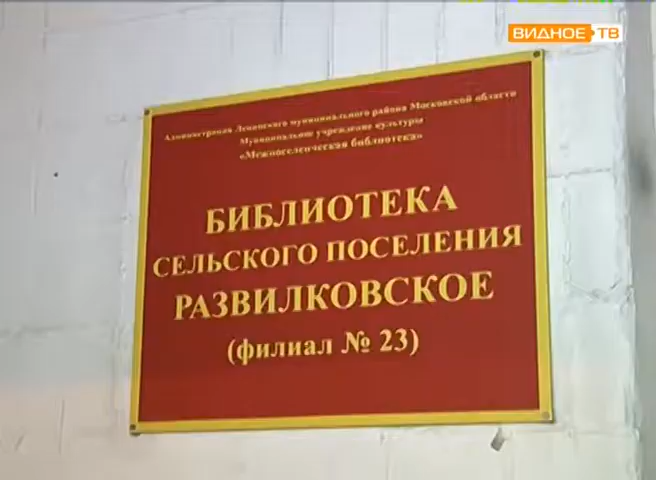 ВИДНОЕ ТВ
Администрация Ленинского муниципального района Московской области
Муниципальное учреждение культуры
«Межпоселенческая библиотека»
БИБЛИОТЕКА
СЕЛЬСКОГО ПОСЕЛЕНИЯ
РАЗВИЛКОВСКОЕ
(филиал № 23)